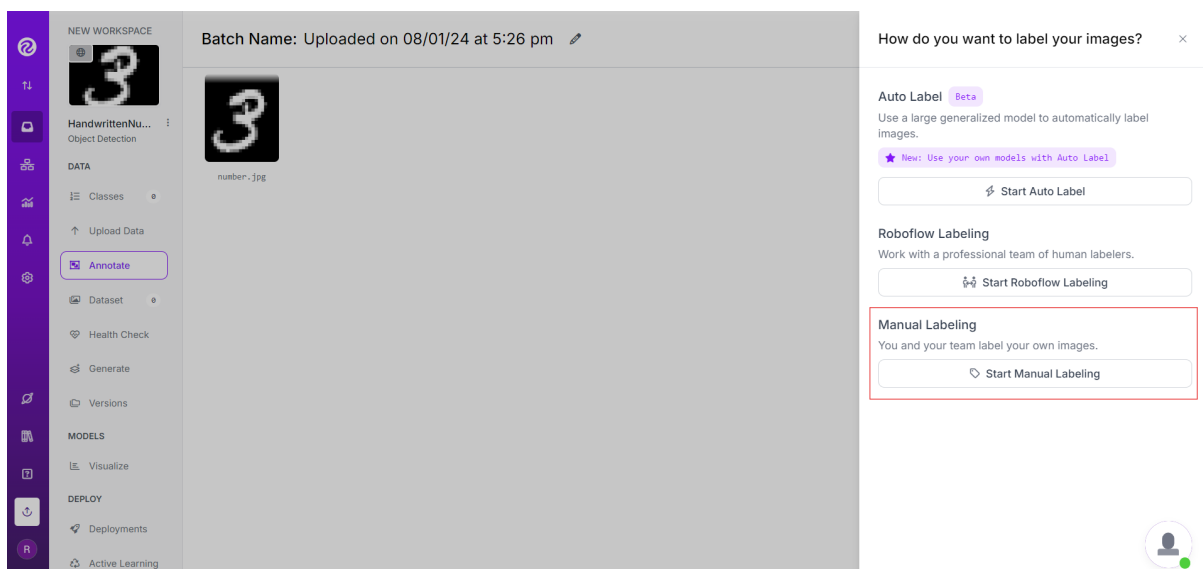 NEW WORKSPACE
HandwrittenNu...
Object Detection
DATA
Classes 0
Upload Data
Annotate
Dataset 0
Health Check
Generate
Versions
MODELS
Visualize
DEPLOY
Deployments
Active Learning
R
Batch Name: Uploaded on 08/01/24 at 5:26 pm
3
number.jpg
How do you want to label your images?
Auto Label Beta
Use a large generalized model to automatically label
images.
New: Use your own models with Auto Label
Start Auto Label
Roboflow Labeling
Work with a professional team of human labelers.
Start Roboflow Labeling
Manual Labeling
You and your team label your own images.
Start Manual Labeling